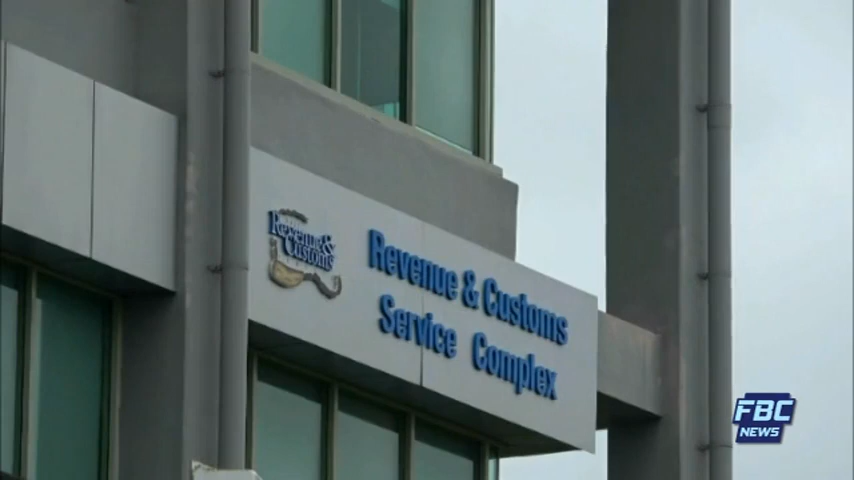 Revenue &
Customs
Revenue & Customs
Service Complex
FBC
NEWS